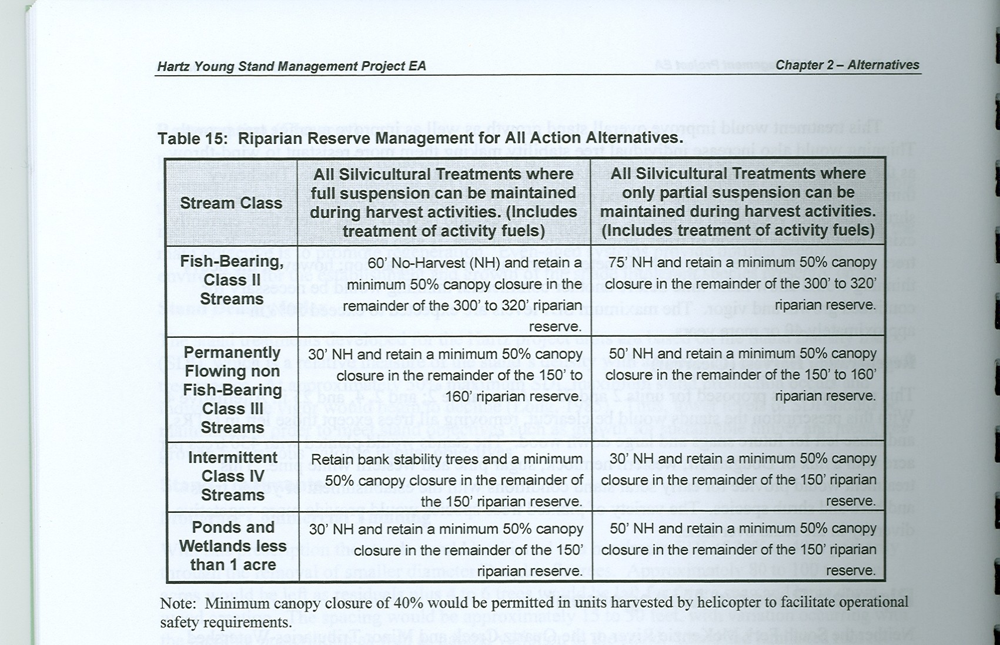 Hartz Young Stand Management Project EA Chapter 2 – Alternatives
Table 15: Riparian Reserve Management for All Action Alternatives.
Stream Class
All Silvicultural Treatments where
full suspension can be maintained
during harvest activities. (Includes
treatment of activity fuels)
All Silvicultural Treatments where
only partial suspension can be
maintained during harvest activities.
(Includes treatment of activity fuels)
Fish-Bearing,
Class II
Streams
60’ No-Harvest (NH) and retain a
minimum 50% canopy closure in the
remainder of the 300’ to 320’ riparian
reserve.
75’ NH and retain a minimum 50% canopy
closure in the remainder of the 300’ to 320’
riparian reserve.
Permanently
Flowing non
Fish-Bearing
Class III
Streams
30’ NH and retain a minimum 50% canopy
closure in the remainder of the 150’ to
160’ riparian reserve.
50’ NH and retain a minimum 50% canopy
closure in the remainder of the 150’ to 160’
riparian reserve.
Intermittent
Class IV
Streams
Retain bank stability trees and a minimum
50% canopy closure in the remainder of
the 150’ riparian reserve.
30’ NH and retain a minimum 50% canopy
closure in the remainder of the 150’ riparian
reserve.
Ponds and
Wetlands less
than 1 acre
30’ NH and retain a minimum 50% canopy
closure in the remainder of the 150’
riparian reserve.
50’ NH and retain a minimum 50% canopy
closure in the remainder of the 150’ riparian
reserve.
Note: Minimum canopy closure of 40% would be permitted in units harvested by helicopter to facilitate operational
safety requirements.